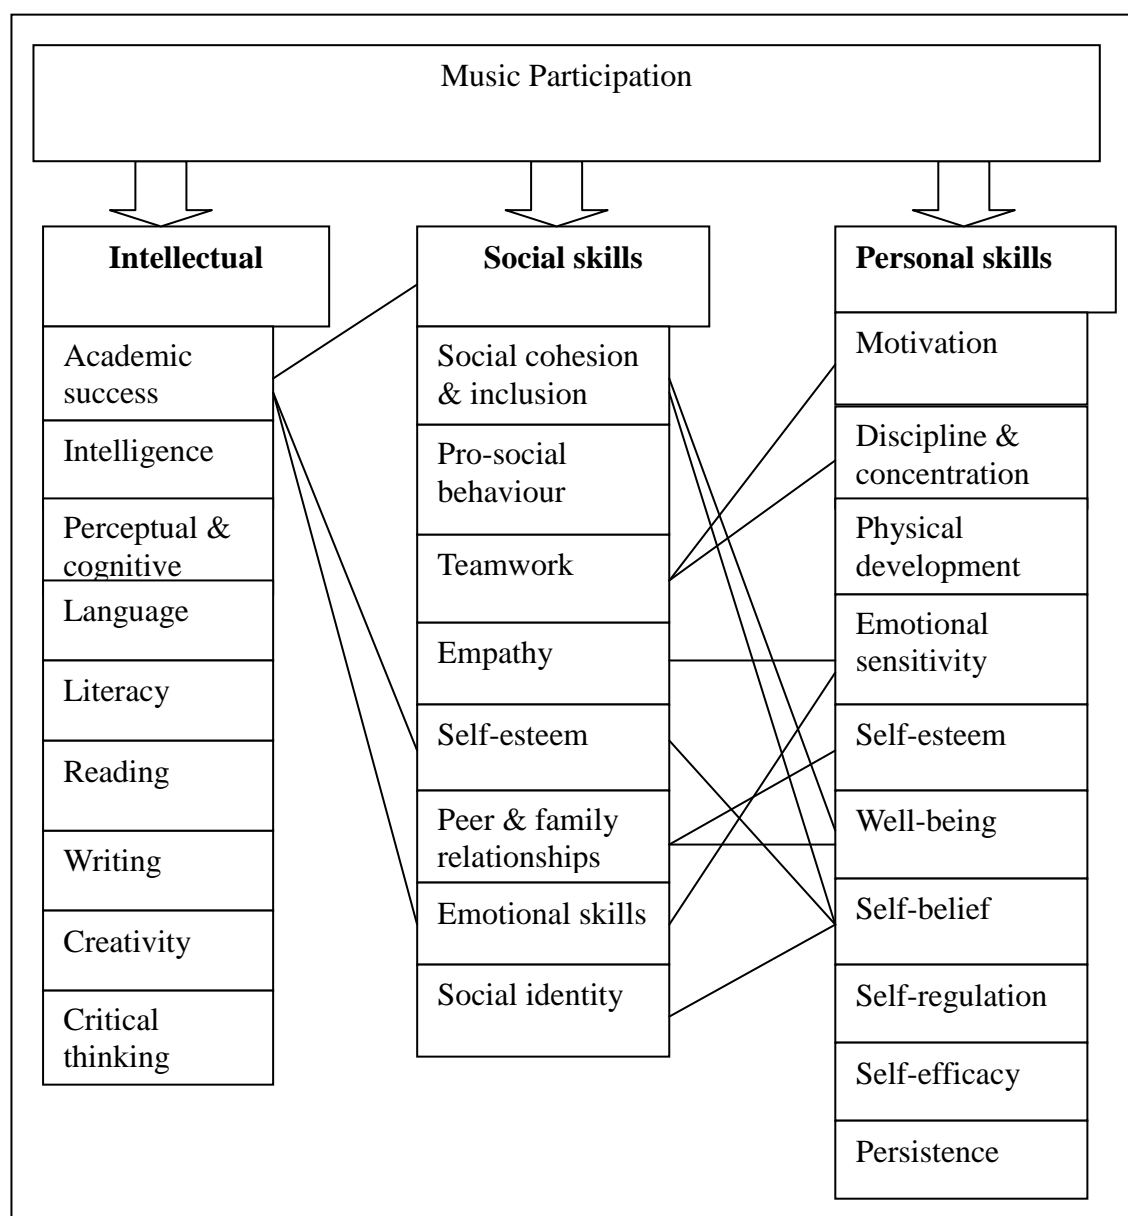 Music Participation
Intellectual
Academic
success
Intelligence
Perceptual &
cognitive
Language
Literacy
Reading
Writing
Creativity
Critical
thinking
Social skills
Social cohesion
& inclusion
Pro-social
behaviour
Teamwork
Empathy
Self-esteem
Peer & family
relationships
Emotional skills
Social identity
Personal skills
Motivation
Discipline &
concentration
Physical
development
Emotional
sensitivity
Self-esteem
Well-being
Self-belief
Self-regulation
Self-efficacy
Persistence